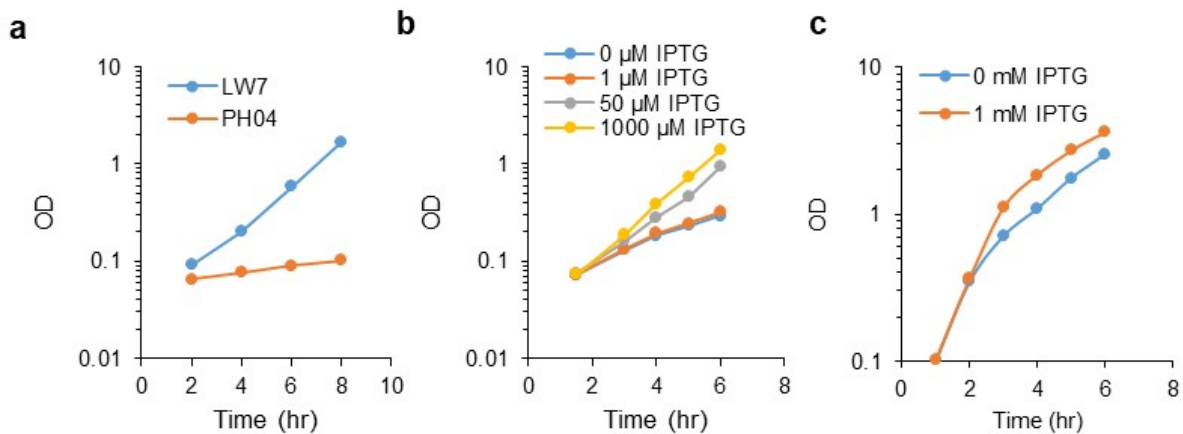 a
10
1
0.1
0.01
OD
LW7
PH04
0
2
4
6
8
10
Time (hr)
b
0 µM IPTG
1 µM IPTG
50 µM IPTG
1000 µM IPTG
10
1
0.1
0.01
OD
0
2
4
6
8
Time (hr)
c
0 mM IPTG
1 mM IPTG
10
1
0.1
OD
0
2
4
6
8
Time (hr)